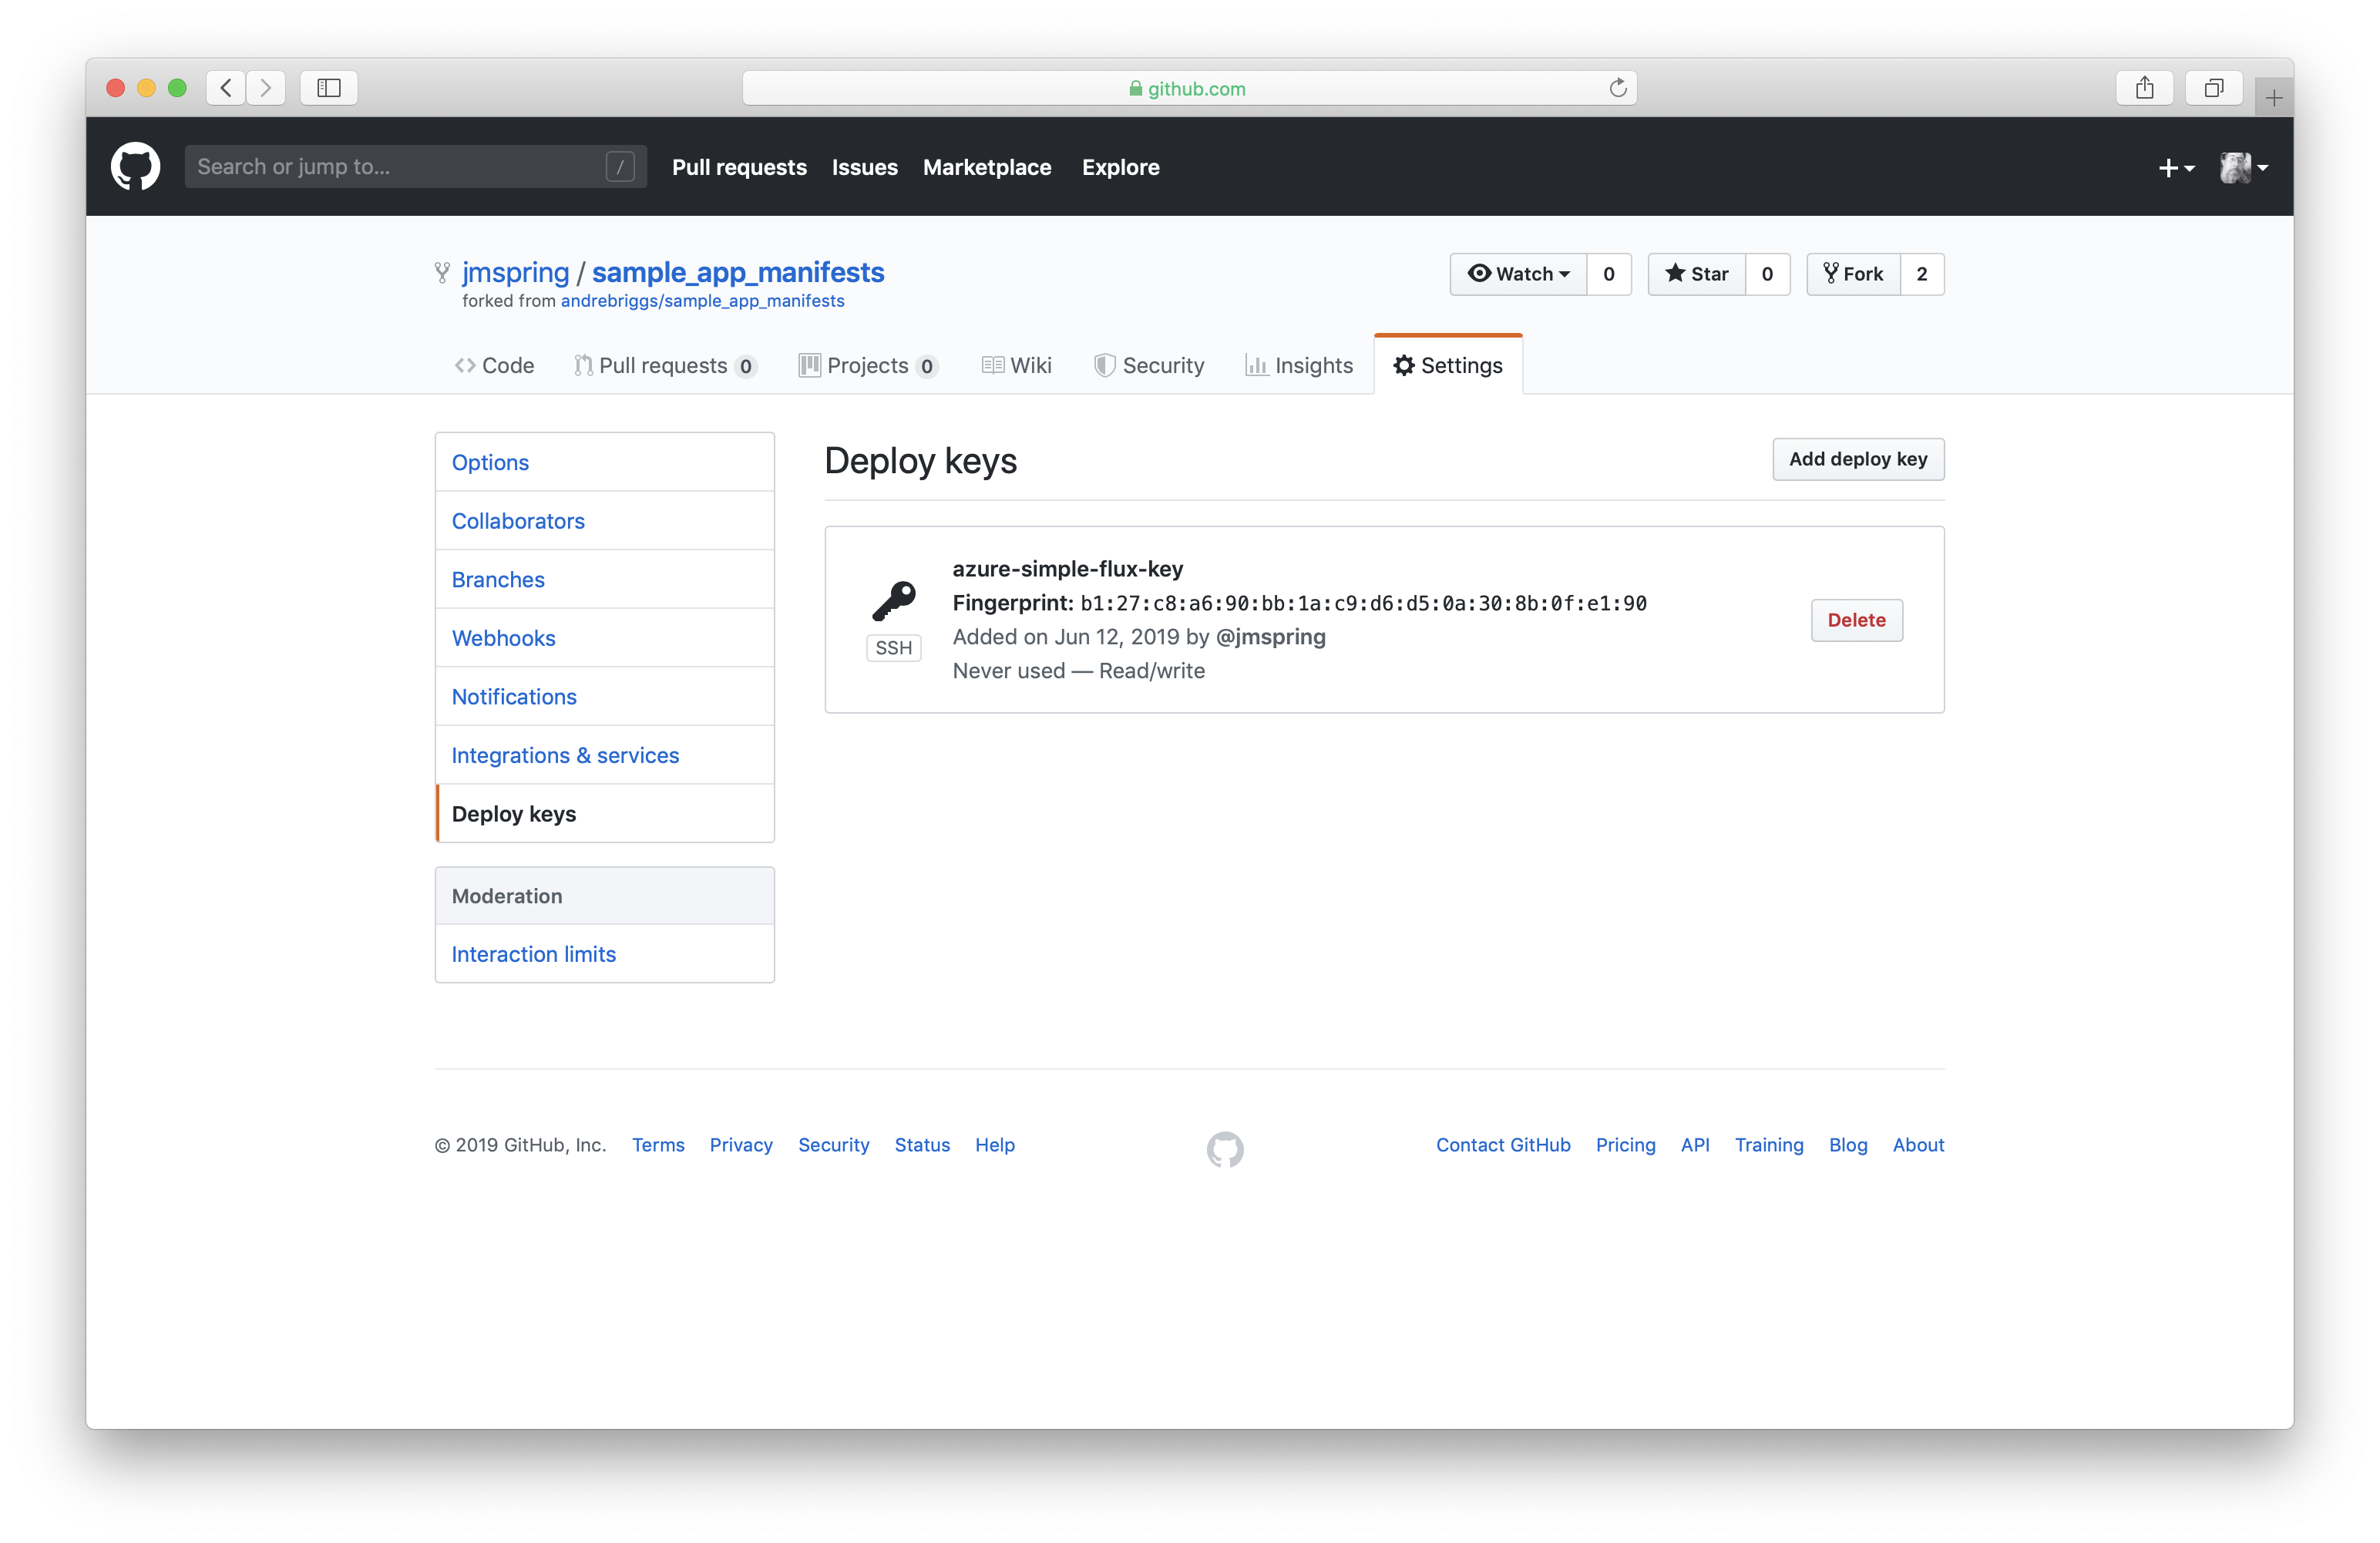 github.com
Search or jump to... /
Pull requests Issues Marketplace Explore
jmspring / sample_app_manifests
forked from andrebriggs/sample_app_manifests
Watch 0 Star 0 Fork 2
Code Pull requests 0 Projects 0 Wiki Security Insights Settings
Options
Collaborators
Branches
Webhooks
Notifications
Integrations & services
Deploy keys
Moderation
Interaction limits
Deploy keys
Add deploy key
azure-simple-flux-key
Fingerprint: b1:27:c8:a6:90:bb:1a:c9:d6:d5:0a:30:8b:0f:e1:90
Added on Jun 12, 2019 by @jmspring
Never used — Read/write
SSH
Delete
© 2019 GitHub, Inc. Terms Privacy Security Status Help
Contact GitHub Pricing API Training Blog About